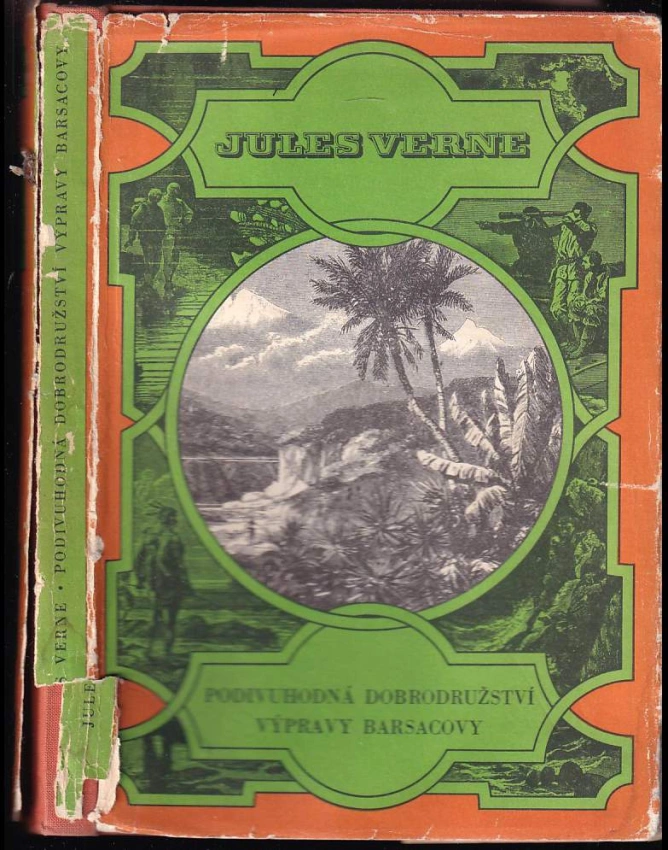 JULES VERNE
PODIVUHODNÁ DOBRODRUŽSTVÍ
VÝPRAVY BARSACOVY
S VERNE · PODIVUHODNÁ DOBRODRUŽSTVÍ VÝPRAVY BARSACOVY
JULE